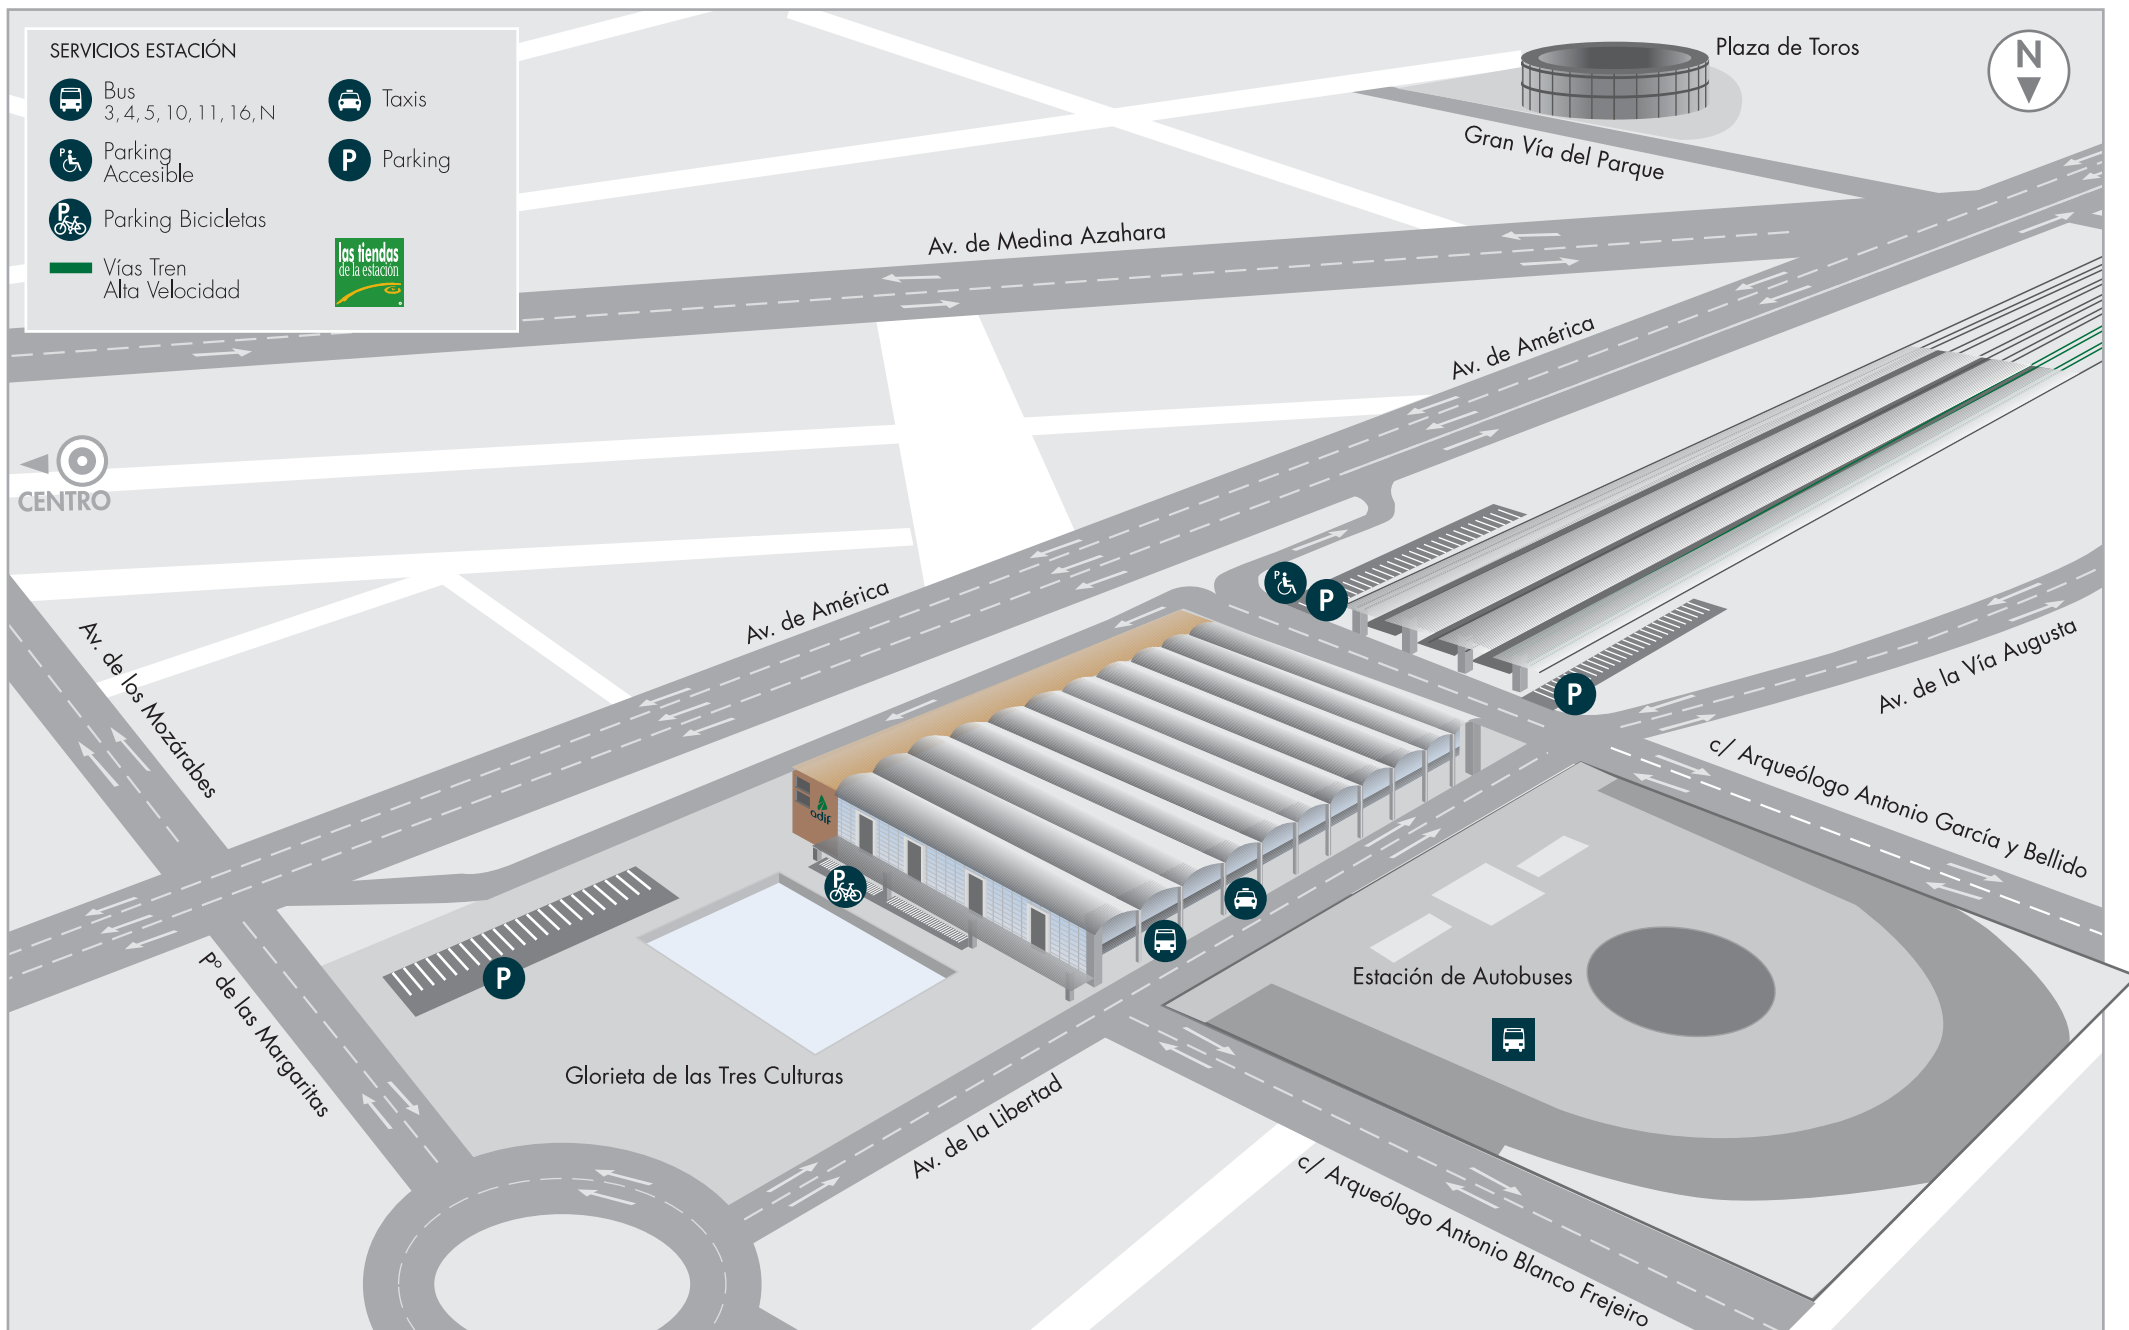 SERVICIOS ESTACIÓN
Bus
3, 4, 5, 10, 11, 16, N
Taxis
Parking
Accesible
Parking
Parking Bicicletas
Vías Tren
Alta Velocidad
las tiendas
de la estación
Plaza de Toros
N
Gran Vía del Parque
Av. de Medina Azahara
Av. de América
CENTRO
P
P
Av. de América
Av. de los Mozárabes
P
Av. de la Vía Augusta
c/ Arqueólogo Antonio García y Bellido
adif
P
P
Estación de Autobuses
Pº de las Margaritas
Glorieta de las Tres Culturas
Av. de la Libertad
c/ Arqueólogo Antonio Blanco Frejeiro